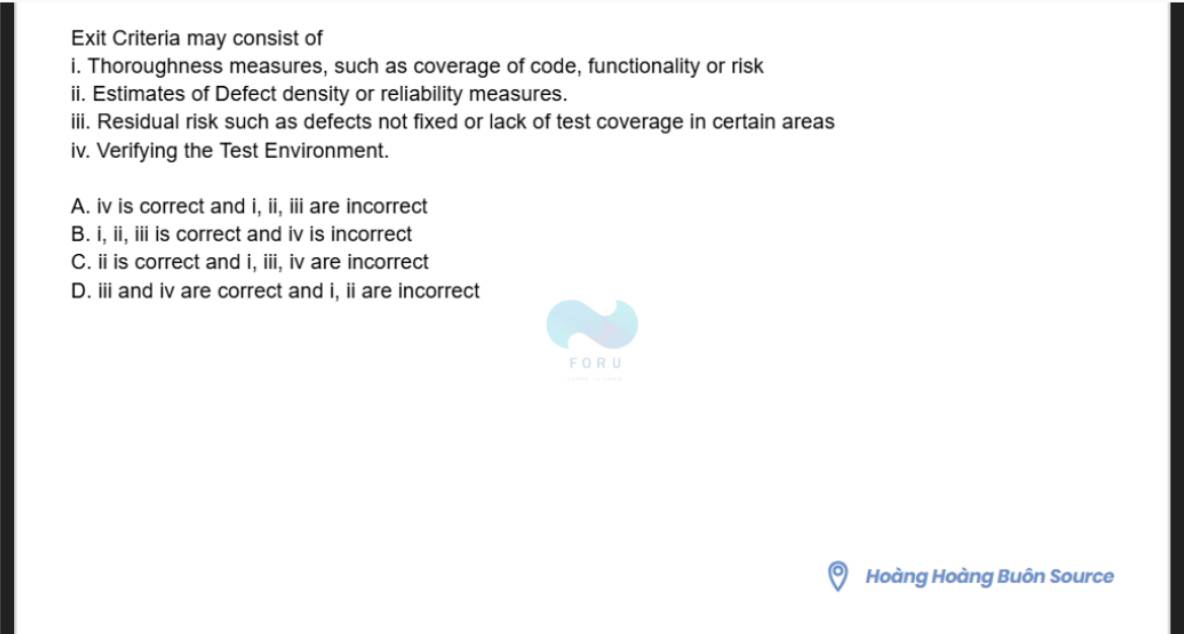 Exit Criteria may consist of
i. Thoroughness measures, such as coverage of code, functionality or risk
ii. Estimates of Defect density or reliability measures.
iii. Residual risk such as defects not fixed or lack of test coverage in certain areas
iv. Verifying the Test Environment.
A. iv is correct and i, ii, iii are incorrect
B. i, ii, iii is correct and iv is incorrect
C. ii is correct and i, iii, iv are incorrect
D. iii and iv are correct and i, ii are incorrect
FORU
Hoàng Hoàng Buôn Source